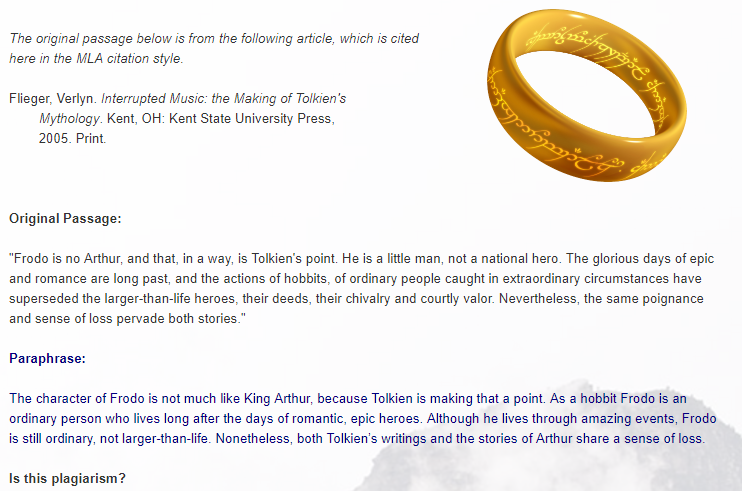 The original passage below is from the following article, which is cited
here in the MLA citation style.
Flieger, Verlyn. Interrupted Music: the Making of Tolkien's
Mythology. Kent, OH: Kent State University Press,
2005. Print.
Original Passage:
"Frodo is no Arthur, and that, in a way, is Tolkien's point. He is a little man, not a national hero. The glorious days of epic
and romance are long past, and the actions of hobbits, of ordinary people caught in extraordinary circumstances have
superseded the larger-than-life heroes, their deeds, their chivalry and courtly valor. Nevertheless, the same poignance
and sense of loss pervade both stories."
Paraphrase:
The character of Frodo is not much like King Arthur, because Tolkien is making that a point. As a hobbit Frodo is an
ordinary person who lives long after the days of romantic, epic heroes. Although he lives through amazing events, Frodo
is still ordinary, not larger-than-life. Nonetheless, both Tolkien's writings and the stories of Arthur share a sense of loss.
Is this plagiarism?